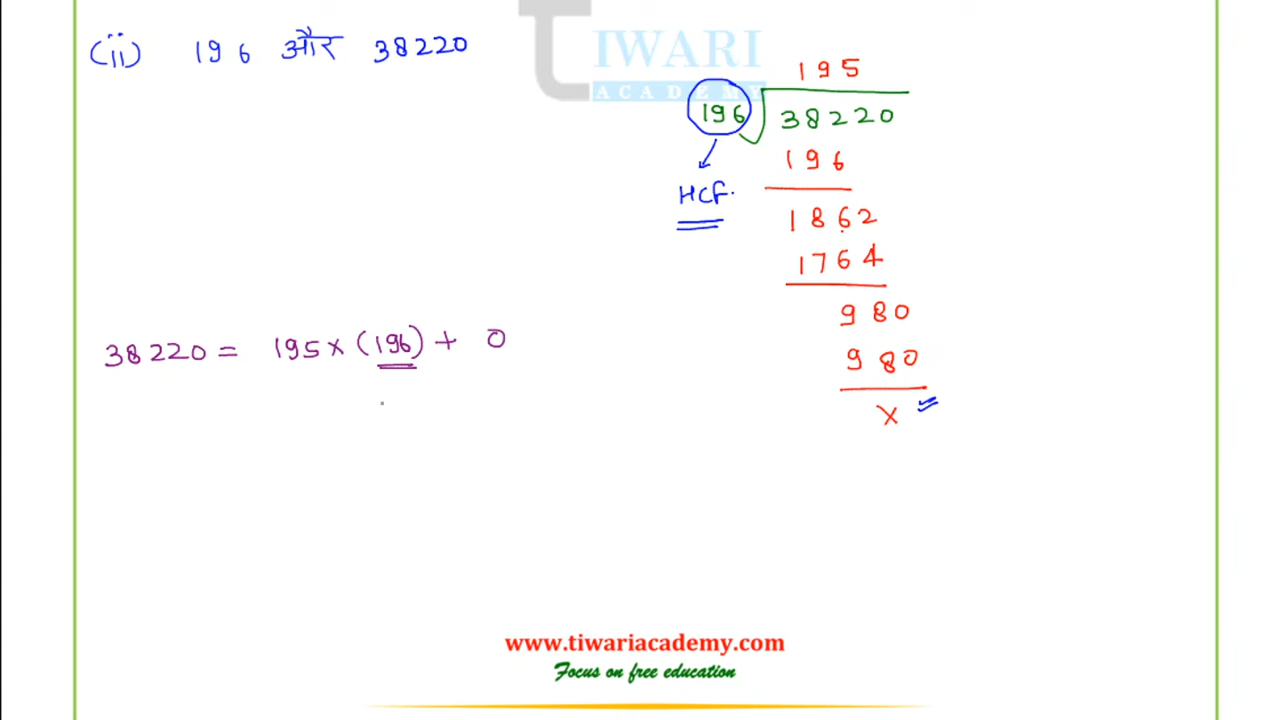 (ii) 196 और 38220
TIWARI
ACADEMY
195
196 38220
196
HCF.
1862
1764
980
38220 = 195 × (196) + 0
980
×
www.tiwariacademy.com
Focus on free education